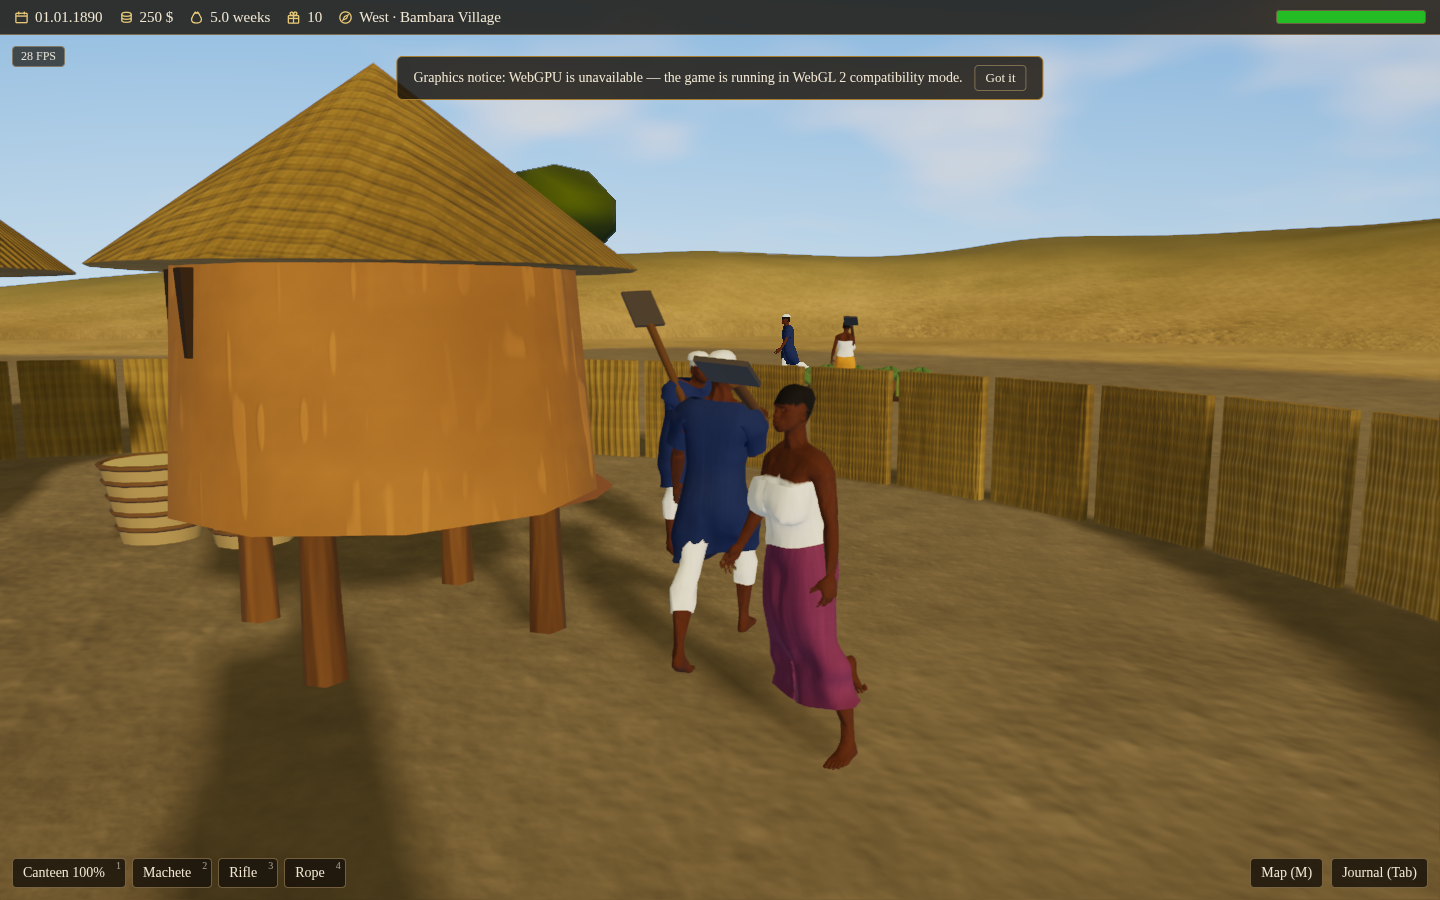 01.01.1890
250 $
5.0 weeks
10
West · Bambara Village
28 FPS
Graphics notice: WebGPU is unavailable — the game is running in WebGL 2 compatibility mode.
Got it
Canteen 100% 1
Machete 2
Rifle 3
Rope 4
Map (M)
Journal (Tab)